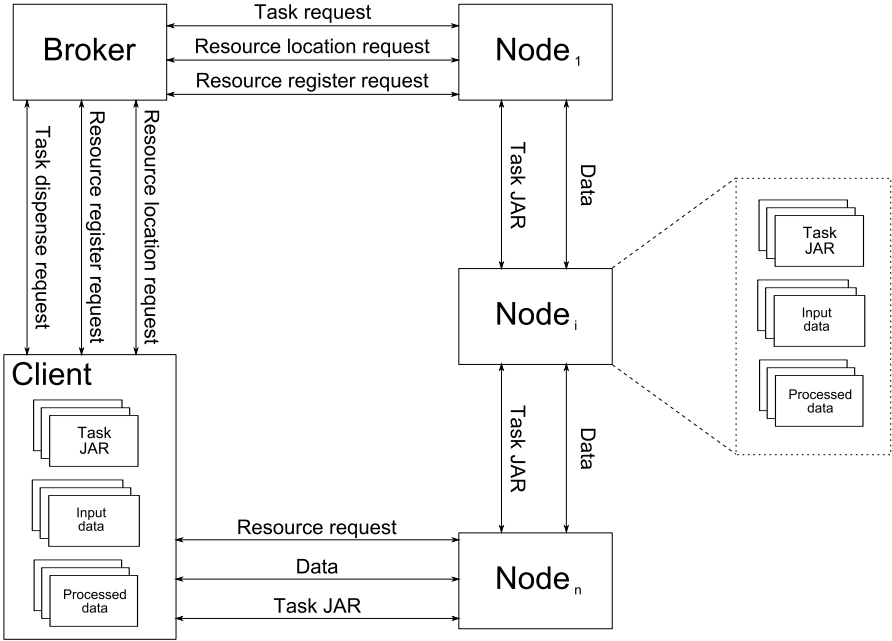 Broker
Task request
Resource location request
Resource register request
Node 1
Task dispense request
Resource register request
Resource location request
Task JAR
Data
Node i
Task
JAR
Input
data
Processed
data
Client
Task
JAR
Input
data
Processed
data
Task JAR
Data
Resource request
Data
Task JAR
Node n